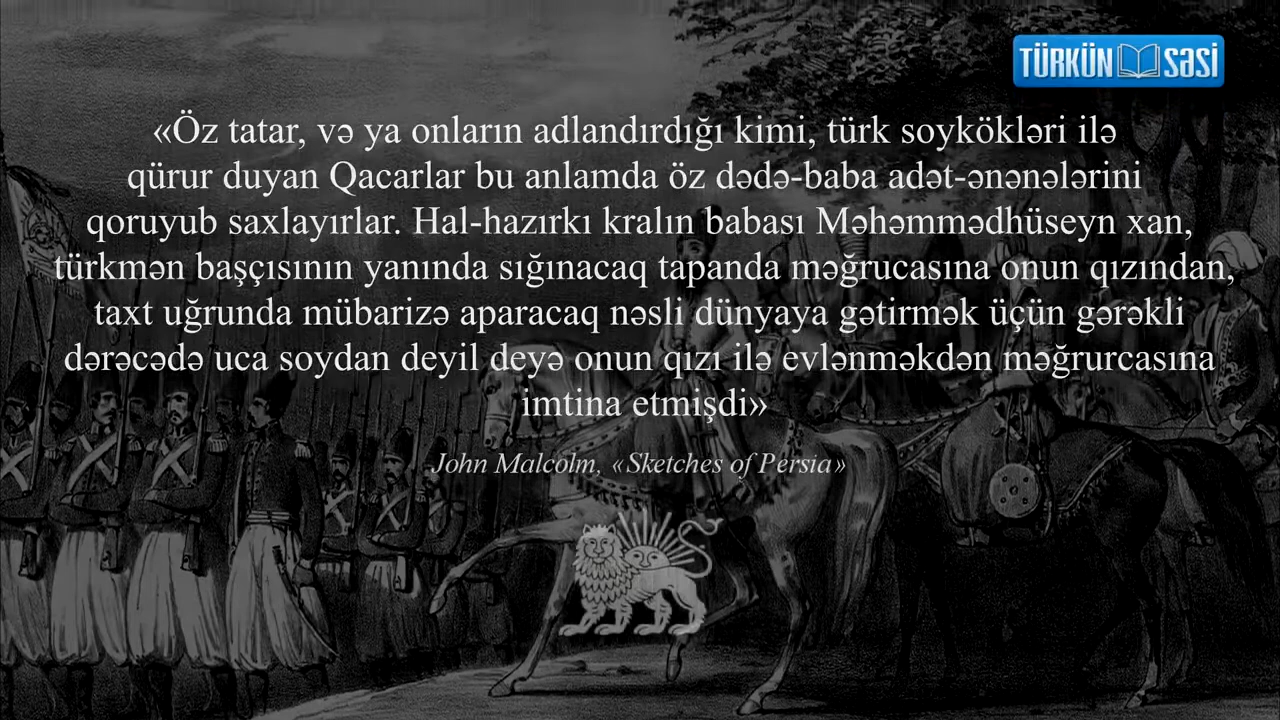 TÜRKÜN SƏSİ
«Öz tatar, və ya onların adlandırdığı kimi, türk soykökləri ilə
qürur duyan Qacarlar bu anlamda öz dədə-baba adət-ənənələrini
qoruyub saxlayırlar. Hal-hazırkı kralın babası Məhəmmədhüseyn xan,
türkmən başçısının yanında sığınacaq tapanda məğrucasına onun qızından,
taxt uğrunda mübarizə aparacaq nəsli dünyaya gətirmək üçün gərəkli
dərəcədə uca soydan deyil deyə onun qızı ilə evlənməkdən məğrurcasına
imtina etmişdi»
John Malcolm, «Sketches of Persia»